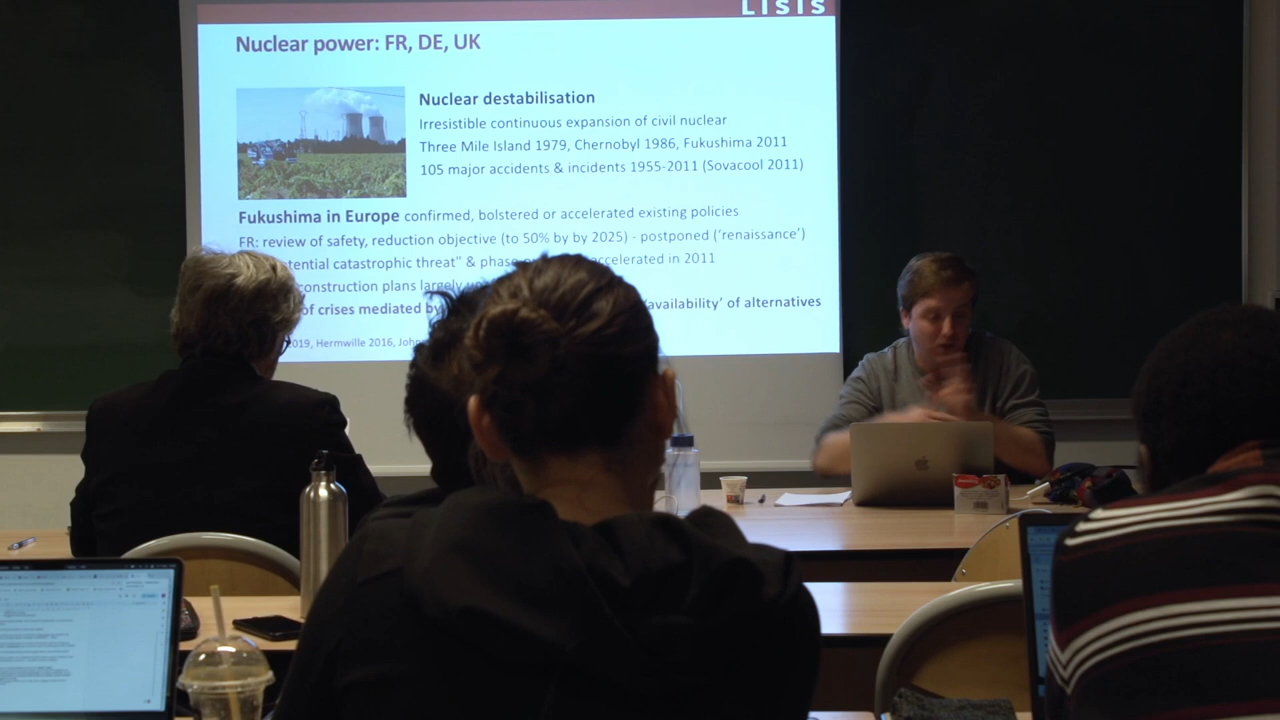 LISIS
Nuclear power: FR, DE, UK
Nuclear destabilisation
Irresistible continuous expansion of civil nuclear
Three Mile Island 1979, Chernobyl 1986, Fukushima 2011
105 major accidents & incidents 1955-2011 (Sovacool 2011)
Fukushima in Europe confirmed, bolstered or accelerated existing policies
FR: review of safety, reduction objective (to 50% by by 2025) - postponed ('renaissance')
tential catastrophic threat" & phase accelerated in 2011
construction plans largely
of crises mediated by 'availability' of alternatives
2019, Hermwille 2016, John